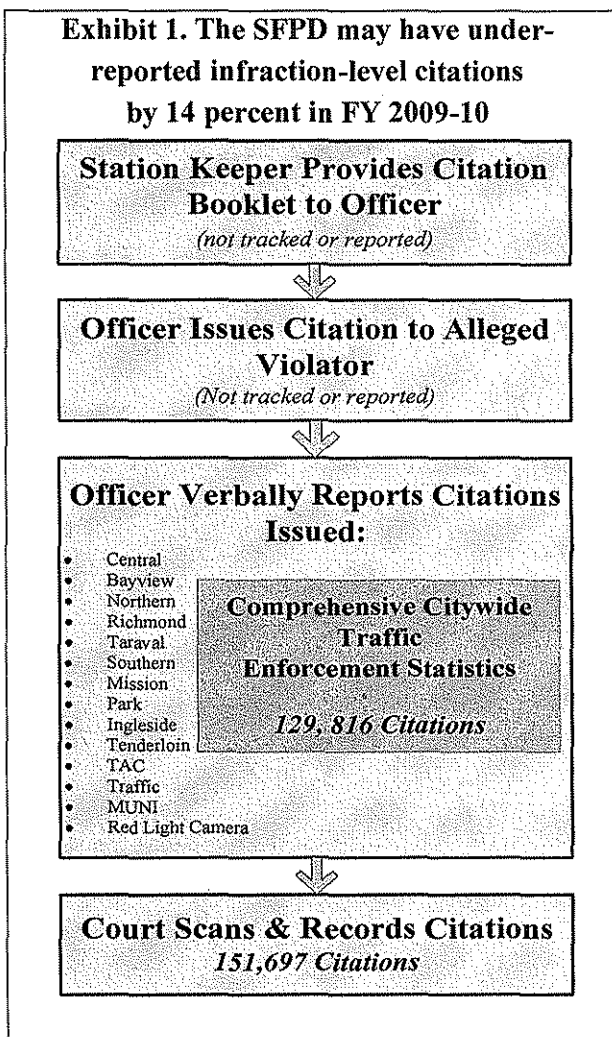 Exhibit 1. The SFPD may have under-
reported infraction-level citations
by 14 percent in FY 2009-10
Station Keeper Provides Citation
Booklet to Officer
(not tracked or reported)
Officer Issues Citation to Alleged
Violator
(Not tracked or reported)
Officer Verbally Reports Citations
Issued:
• Central
• Bayview
• Northern
• Richmond
• Taraval
• Southern
• Mission
• Park
• Ingleside
• Tenderloin
• TAC
• Traffic
• MUNI
• Red Light Camera
Comprehensive Citywide
Traffic
Enforcement Statistics
129, 816 Citations
Court Scans & Records Citations
151,697 Citations